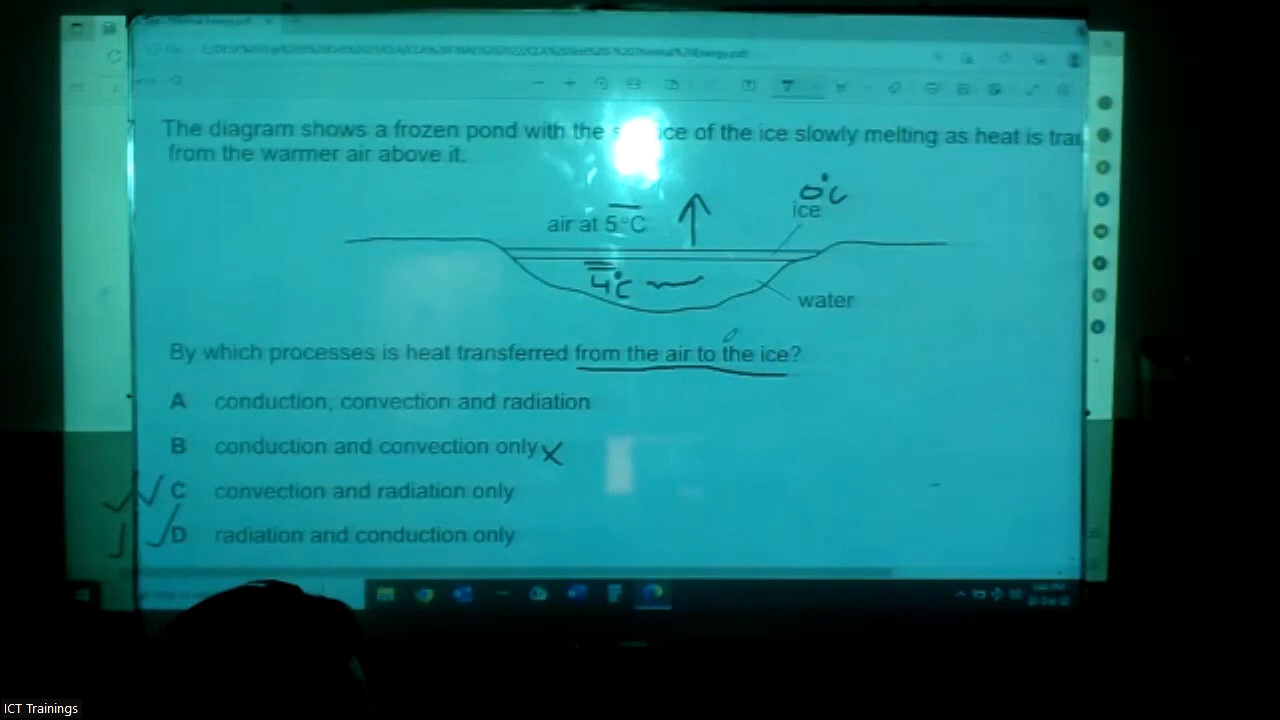 The diagram shows a frozen pond with the ce of the ice slowly melting as heat is tran
from the warmer air above it.
0°C
ice
air at 5°C
4°C
water
By which processes is heat transferred from the air to the ice?
A conduction, convection and radiation
B conduction and convection only X
C convection and radiation only
D radiation and conduction only
ICT Trainings